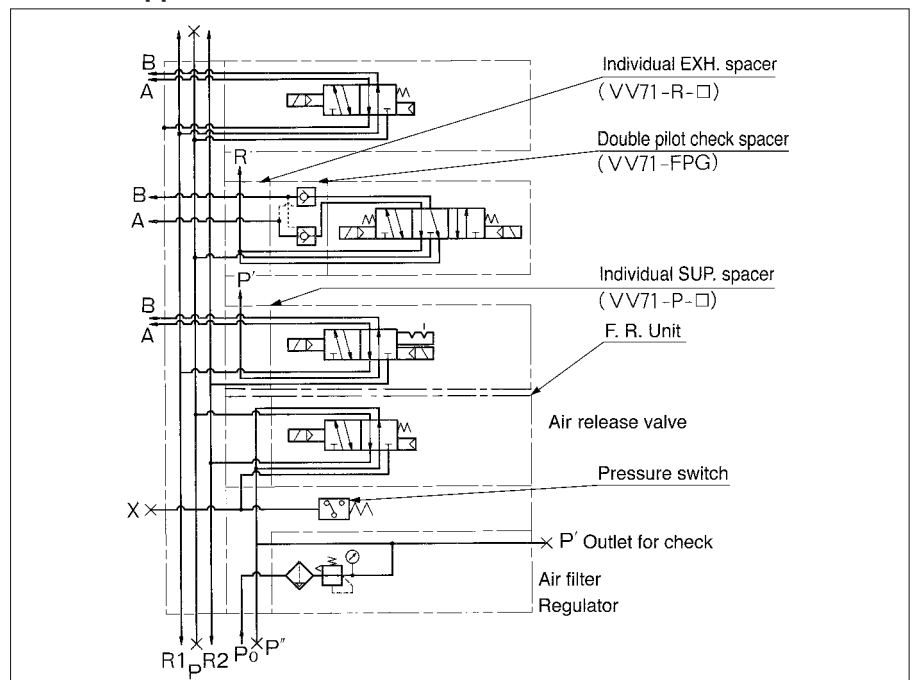 B
A
Individual EXH. spacer
(VV71-R-□)
Double pilot check spacer
(VV71-FPG)
R
B
A
Individual SUP. spacer
(VV71-P-□)
P'
B
A
F. R. Unit
Air release valve
Pressure switch
X
P' Outlet for check
Air filter
Regulator
R1 P R2 P0 P"